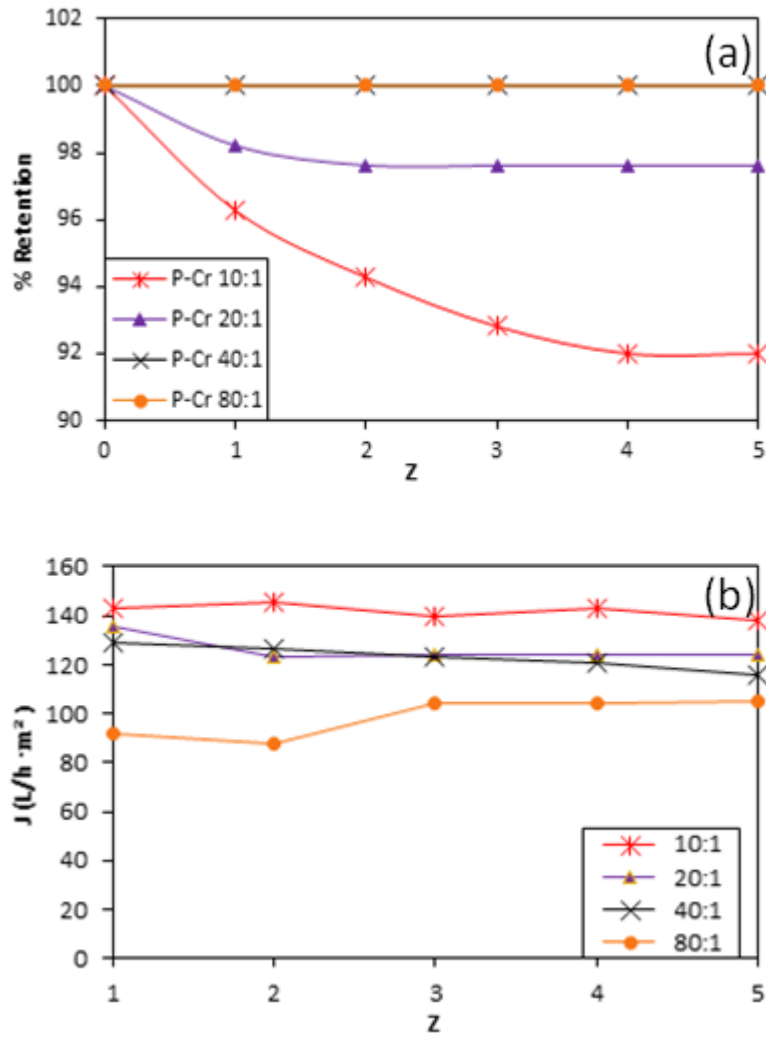 102
(a)
100
98
96
94
92
90
% Retention
P-Cr 10:1
P-Cr 20:1
P-Cr 40:1
P-Cr 80:1
0 1 2 3 4 5
Z
160
(b)
140
120
100
80
60
40
20
0
J (L/h ·m²)
10:1
20:1
40:1
80:1
1 2 3 4 5
Z